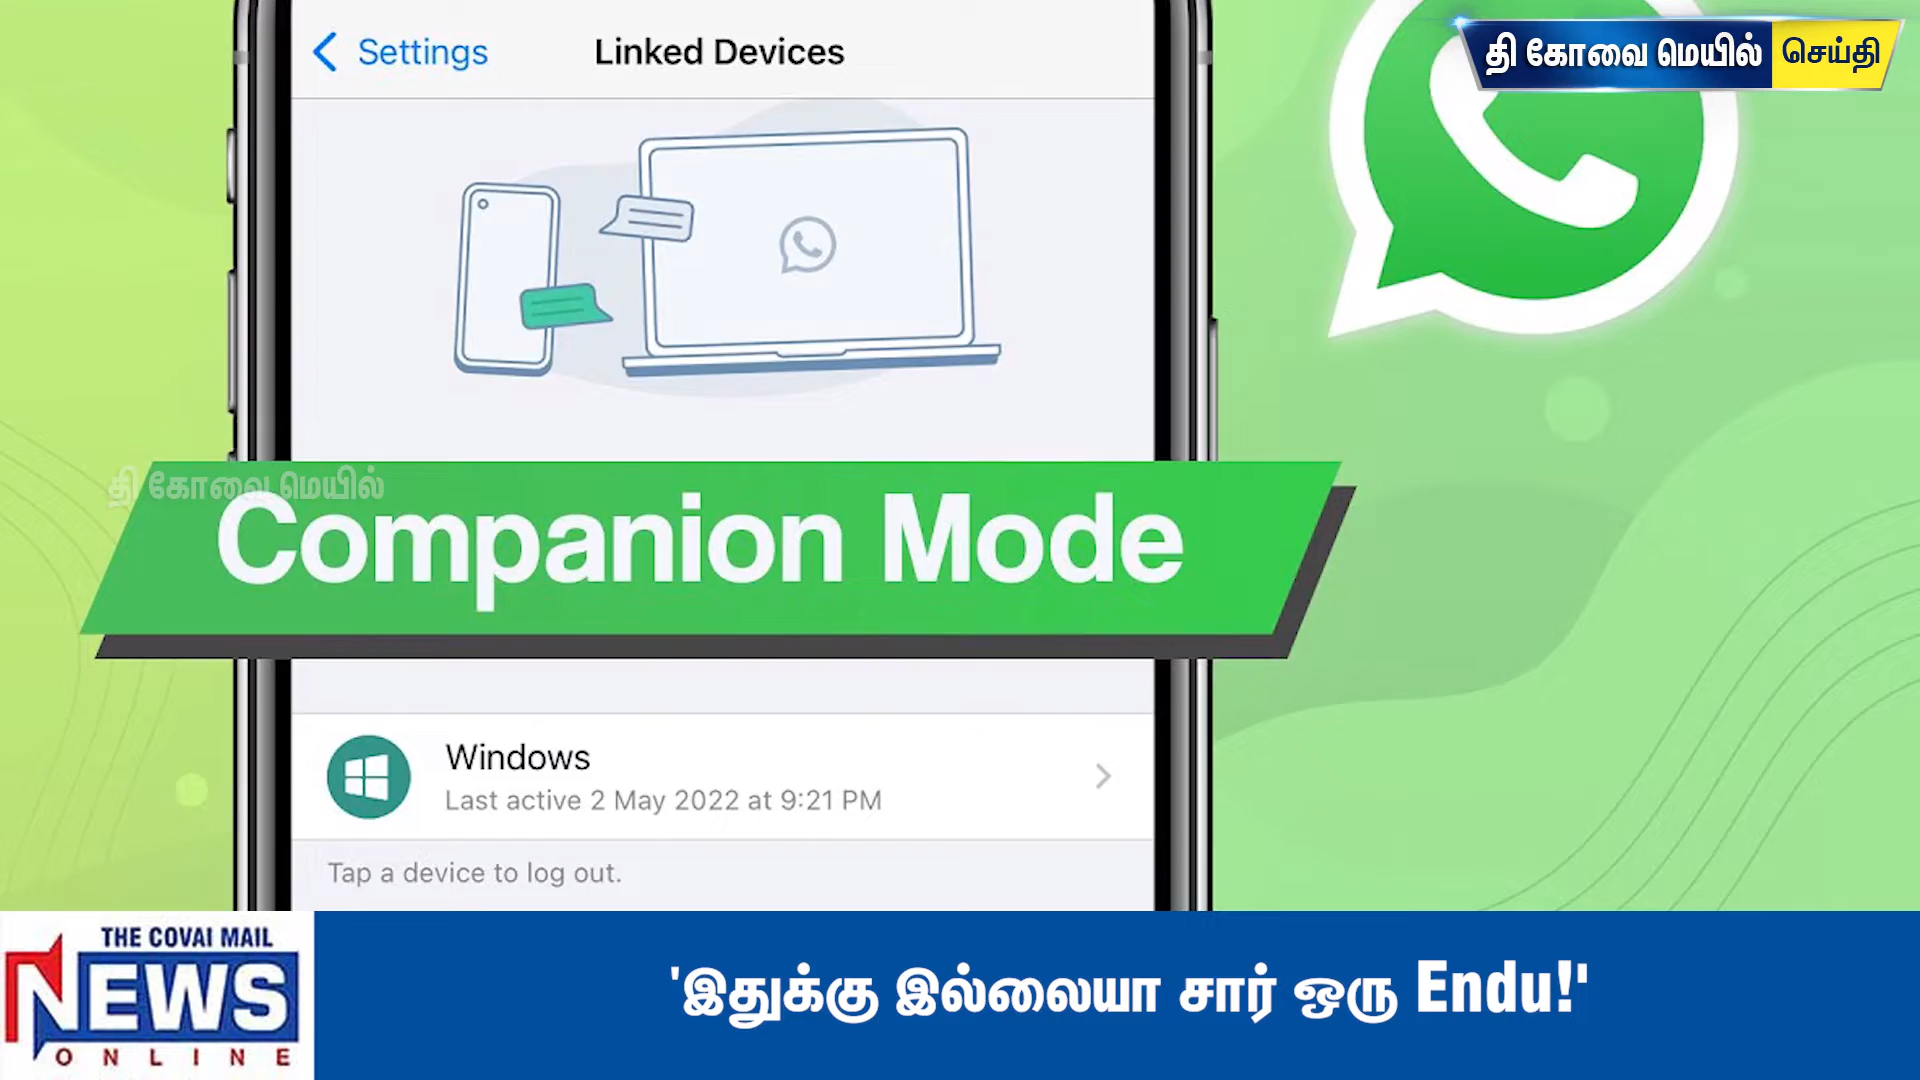 Settings
Linked Devices
தி கோவை மெயில் செய்தி
தி கோவை மெயில்
Companion Mode
Windows
Last active 2 May 2022 at 9:21 PM
Tap a device to log out.
THE COVAI MAIL
NEWS
ONLINE
'இதுக்கு இல்லையா சார் ஒரு Endu!'